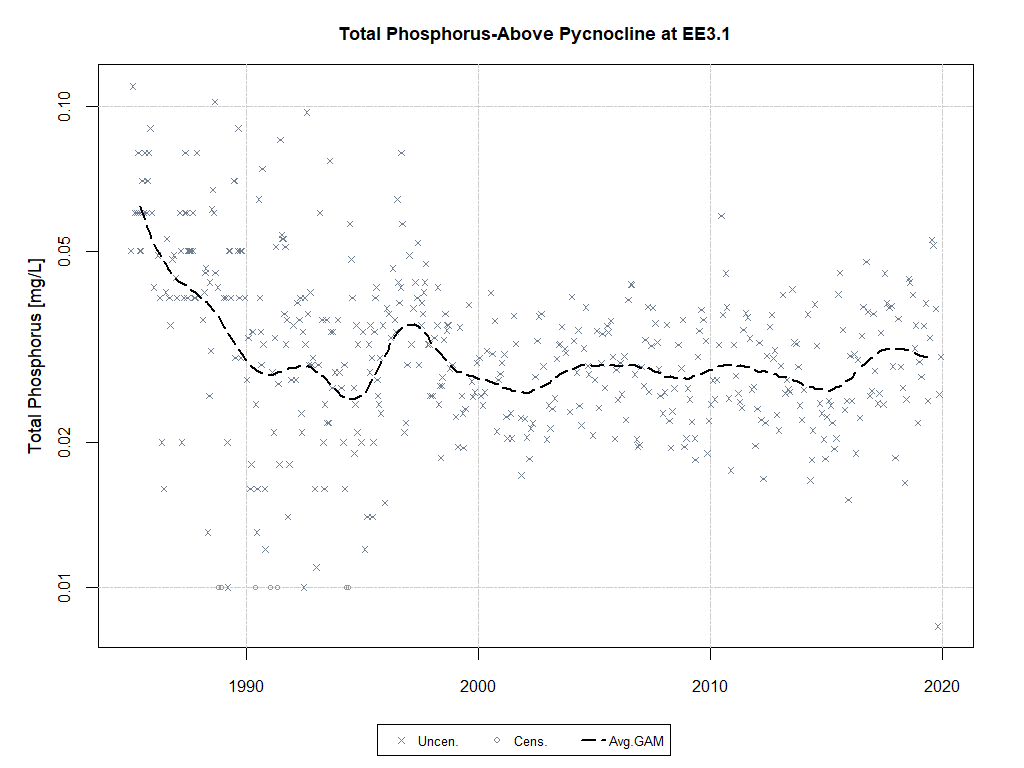 Total Phosphorus-Above Pycnocline at EE3.1
Total Phosphorus [mg/L]
0.10
0.05
0.02
0.01
1990 2000 2010 2020
Uncen. Cens. Avg.GAM